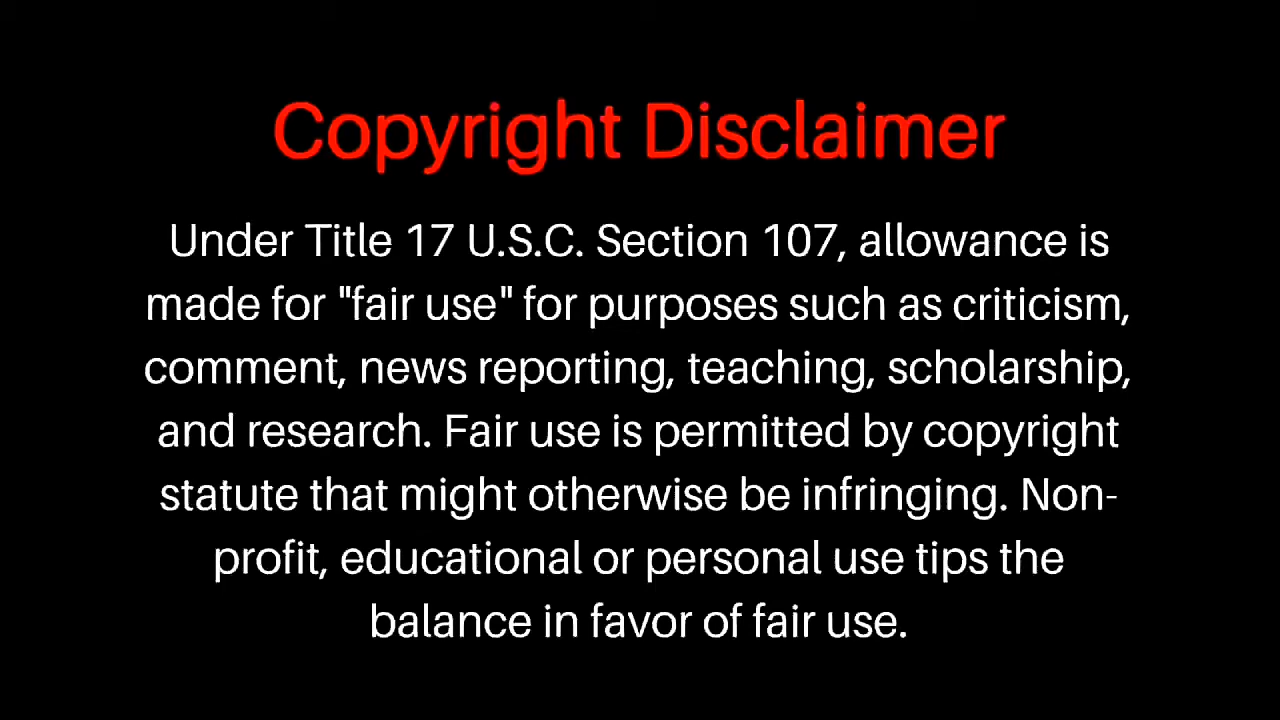 Copyright Disclaimer
Under Title 17 U.S.C. Section 107, allowance is
made for "fair use" for purposes such as criticism,
comment, news reporting, teaching, scholarship,
and research. Fair use is permitted by copyright
statute that might otherwise be infringing. Non-
profit, educational or personal use tips the
balance in favor of fair use.